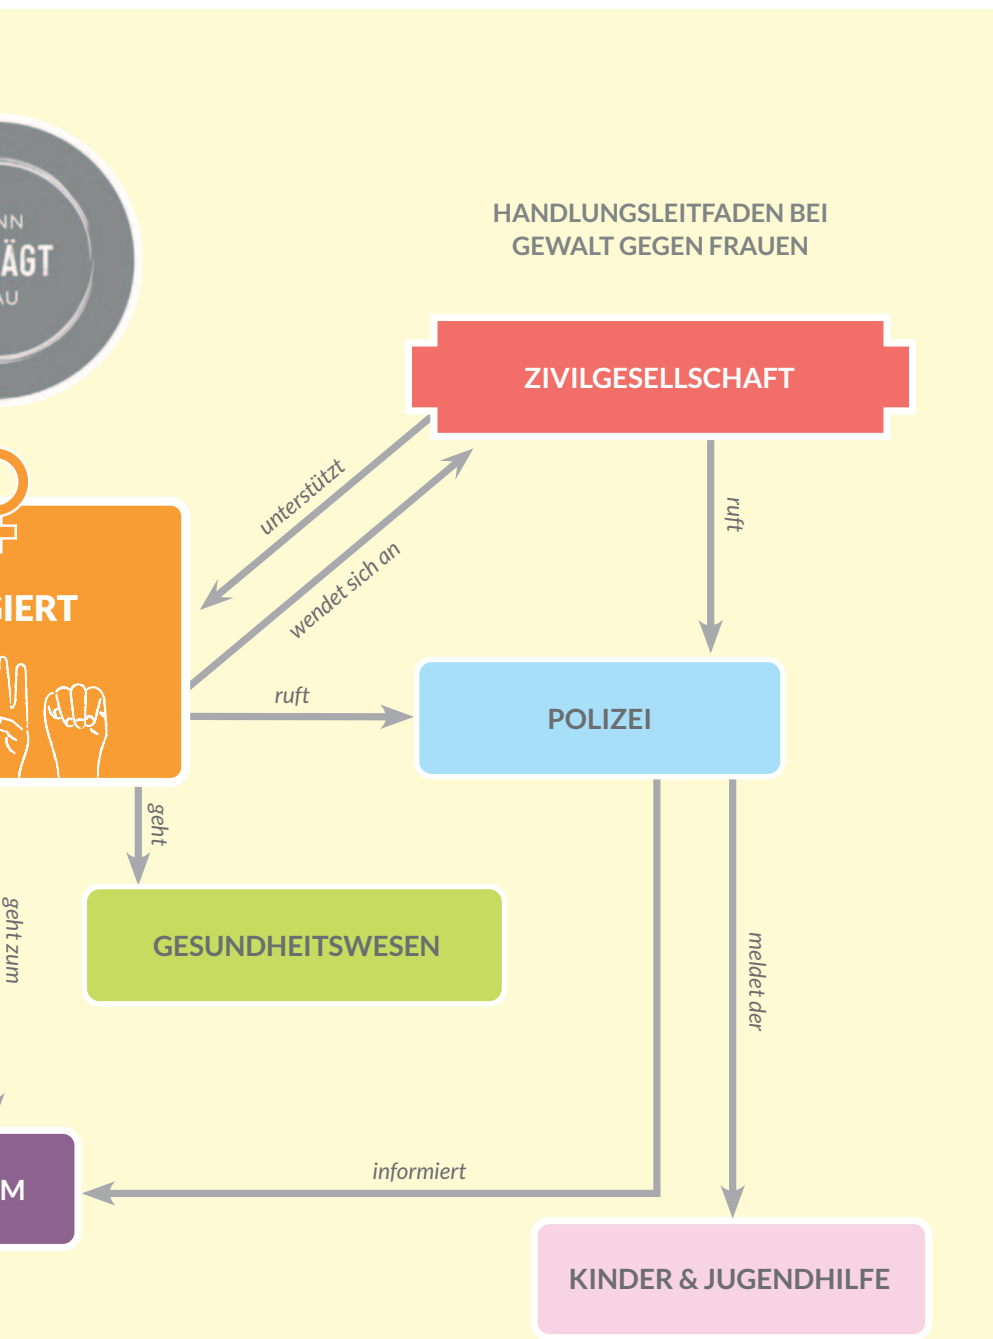 HANDLUNGSLEITFADEN BEI
GEWALT GEGEN FRAUEN
ZIVILGESELLSCHAFT
unterstützt
wendet sich an
ruft
ruft
POLIZEI
geht
GESUNDHEITSWESEN
geht zum
meldet der
informiert
KINDER & JUGENDHILFE